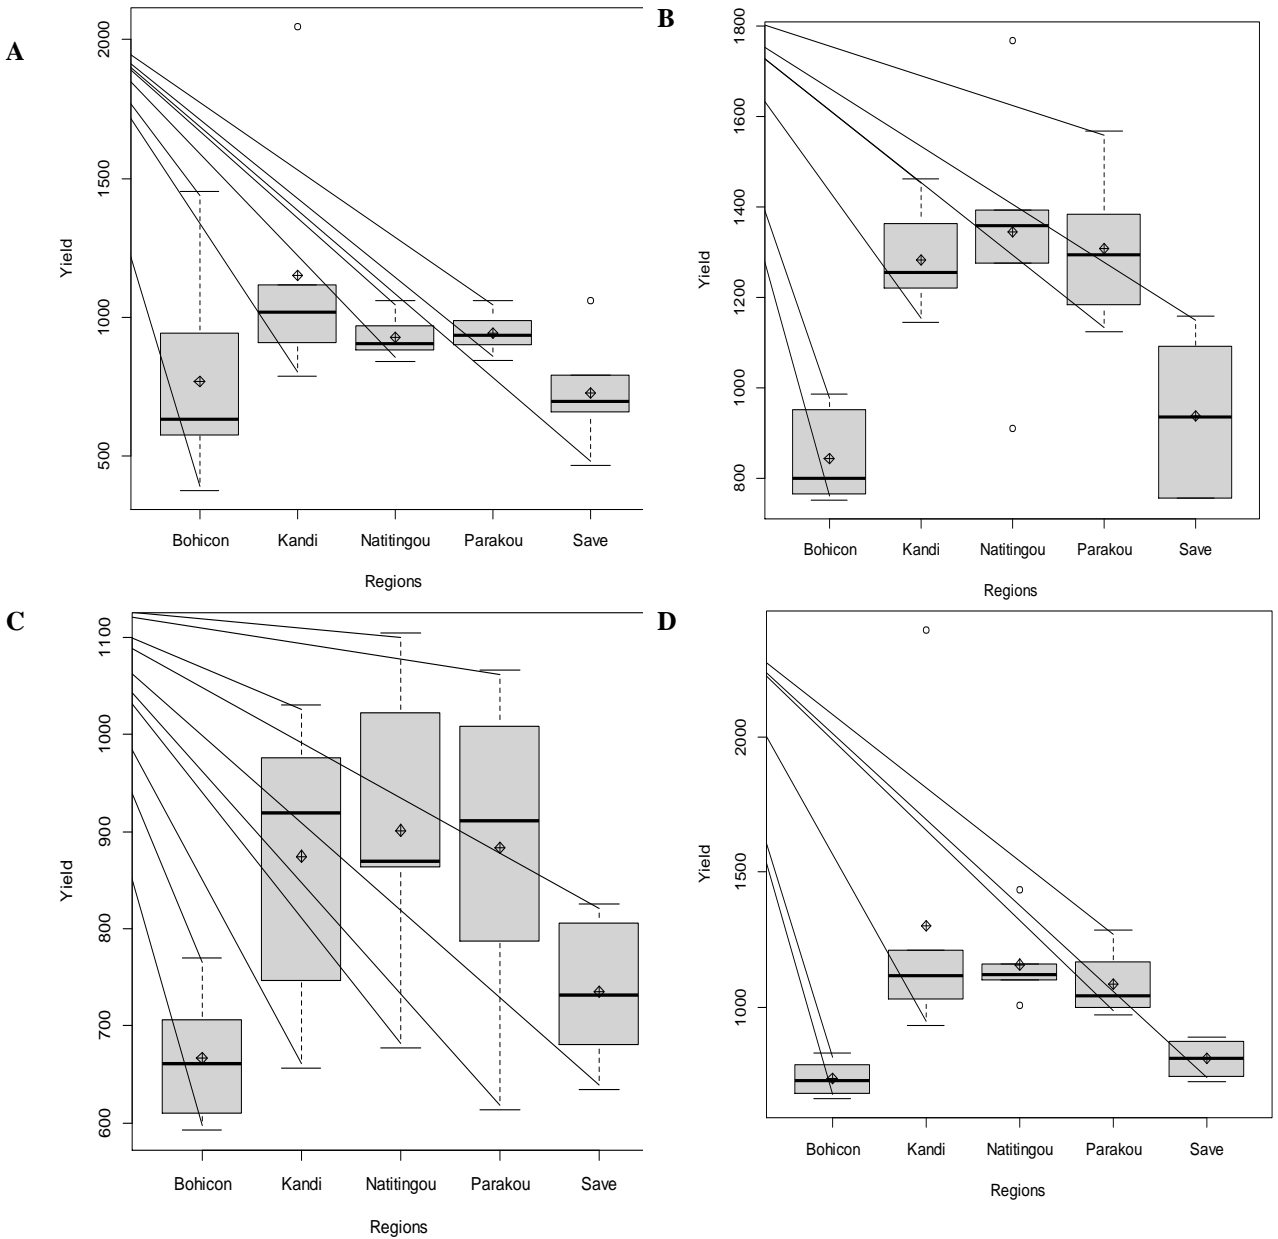 A
2000
1500
1000
500
Yield
Bohicon Kandi Natitingou Parakou Save
Regions
B
1800
1600
1400
1200
1000
800
Yield
Bohicon Kandi Natitingou Parakou Save
Regions
C
1100
1000
900
800
700
600
Yield
Bohicon Kandi Natitingou Parakou Save
Regions
D
2000
1500
1000
Yield
Bohicon Kandi Natitingou Parakou Save
Regions